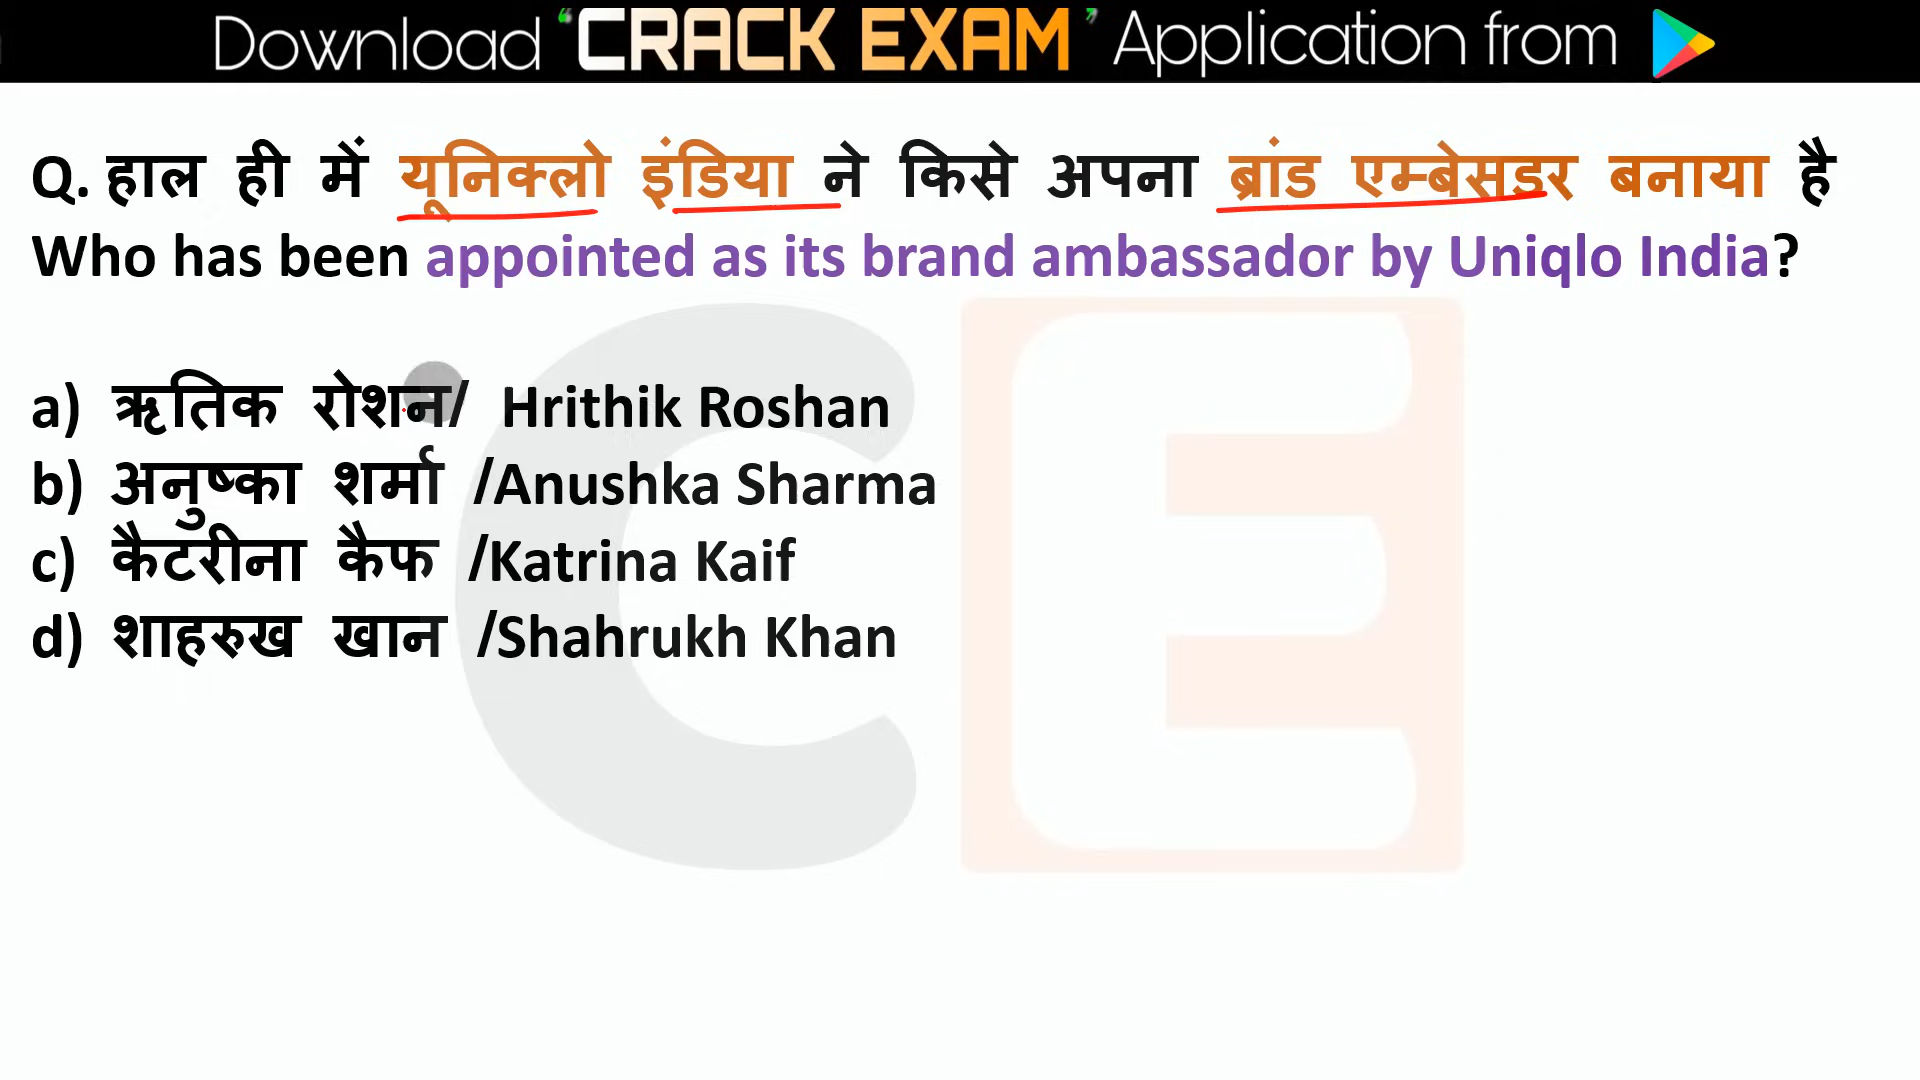 Download ‘CRACK EXAM’ Application from
Q. हाल ही में यूनिक्लो इंडिया ने किसे अपना ब्रांड एम्बेसडर बनाया है
Who has been appointed as its brand ambassador by Uniqlo India?
a) ऋतिक रोशन/ Hrithik Roshan
b) अनुष्का शर्मा /Anushka Sharma
c) कैटरीना कैफ /Katrina Kaif
d) शाहरुख खान /Shahrukh Khan
CE